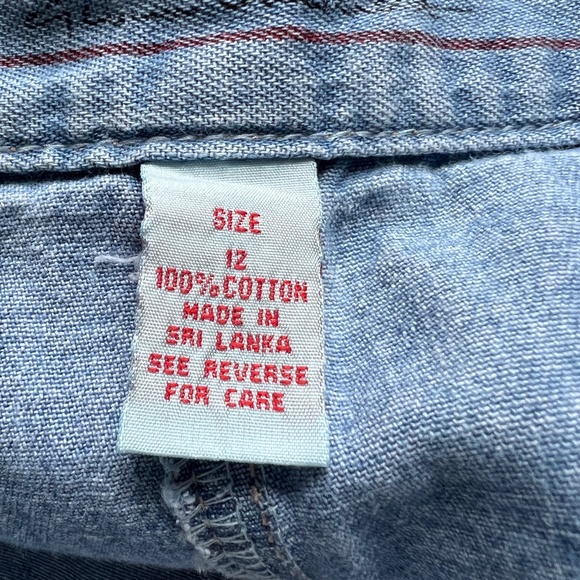 SIZE
12
100% COTTON
MADE IN
SRI LANKA
SEE REVERSE
FOR CARE